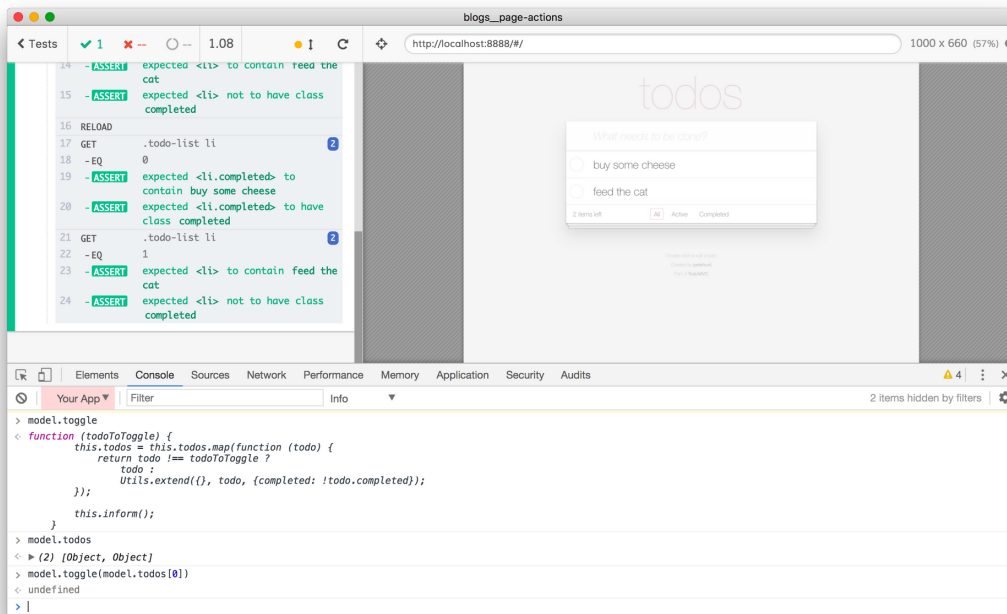 blogs__page-actions
Tests 1 -- -- 1.08 http://localhost:8888/#/ 1000 x 660 (57%)
14 - ASSERT expected <li> to contain feed the
cat
15 - ASSERT expected <li> not to have class
completed
16 RELOAD
17 GET .todo-list li 2
18 - EQ 0
19 - ASSERT expected <li.completed> to
contain buy some cheese
20 - ASSERT expected <li.completed> to have
class completed
21 GET .todo-list li 2
22 - EQ 1
23 - ASSERT expected <li> to contain feed the
cat
24 - ASSERT expected <li> not to have class
completed
todos
What needs to be done?
buy some cheese
feed the cat
2 items left All Active Completed
Elements Console Sources Network Performance Memory Application Security Audits 4
Your App Filter Info 2 items hidden by filters
> model.toggle
function (todoToToggle) {
this.todos = this.todos.map(function (todo) {
return todo !== todoToToggle ?
todo :
Utils.extend({}, todo, {completed: !todo.completed});
});
this.inform();
}
> model.todos
(2) [Object, Object]
> model.toggle(model.todos[0])
undefined
>